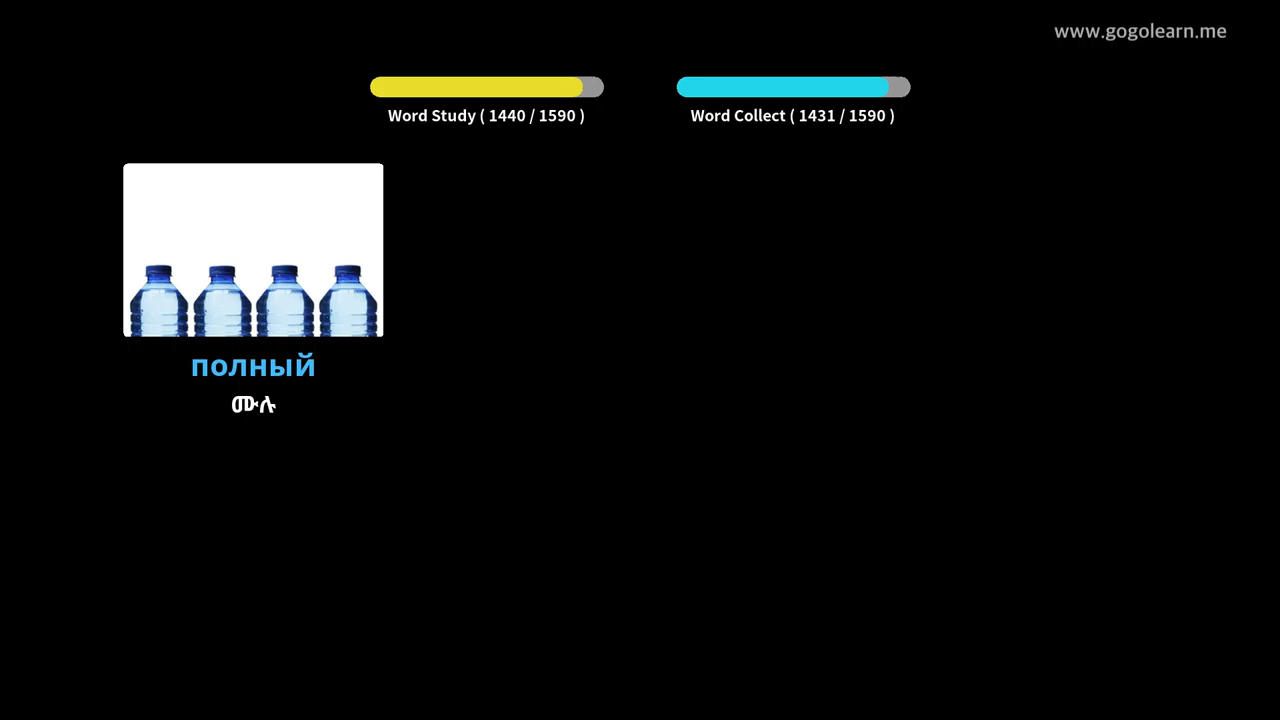 www.gogolearn.me
Word Study ( 1440 / 1590 )
Word Collect ( 1431 / 1590 )
полный
ሙሉ